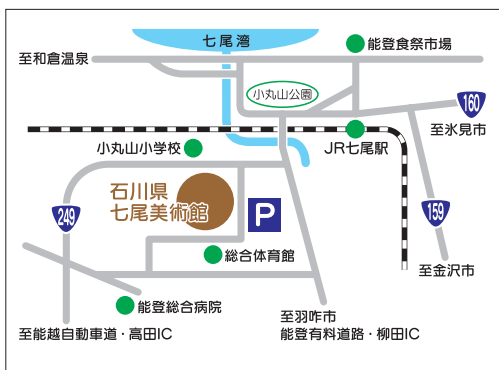 七尾湾
能登食祭市場
至和倉温泉
小丸山公園
160
至氷見市
小丸山小学校
JR七尾駅
石川県
七尾美術館
P
249
159
総合体育館
至金沢市
能登総合病院
至羽咋市
能登有料道路・柳田IC
至能越自動車道・高田IC